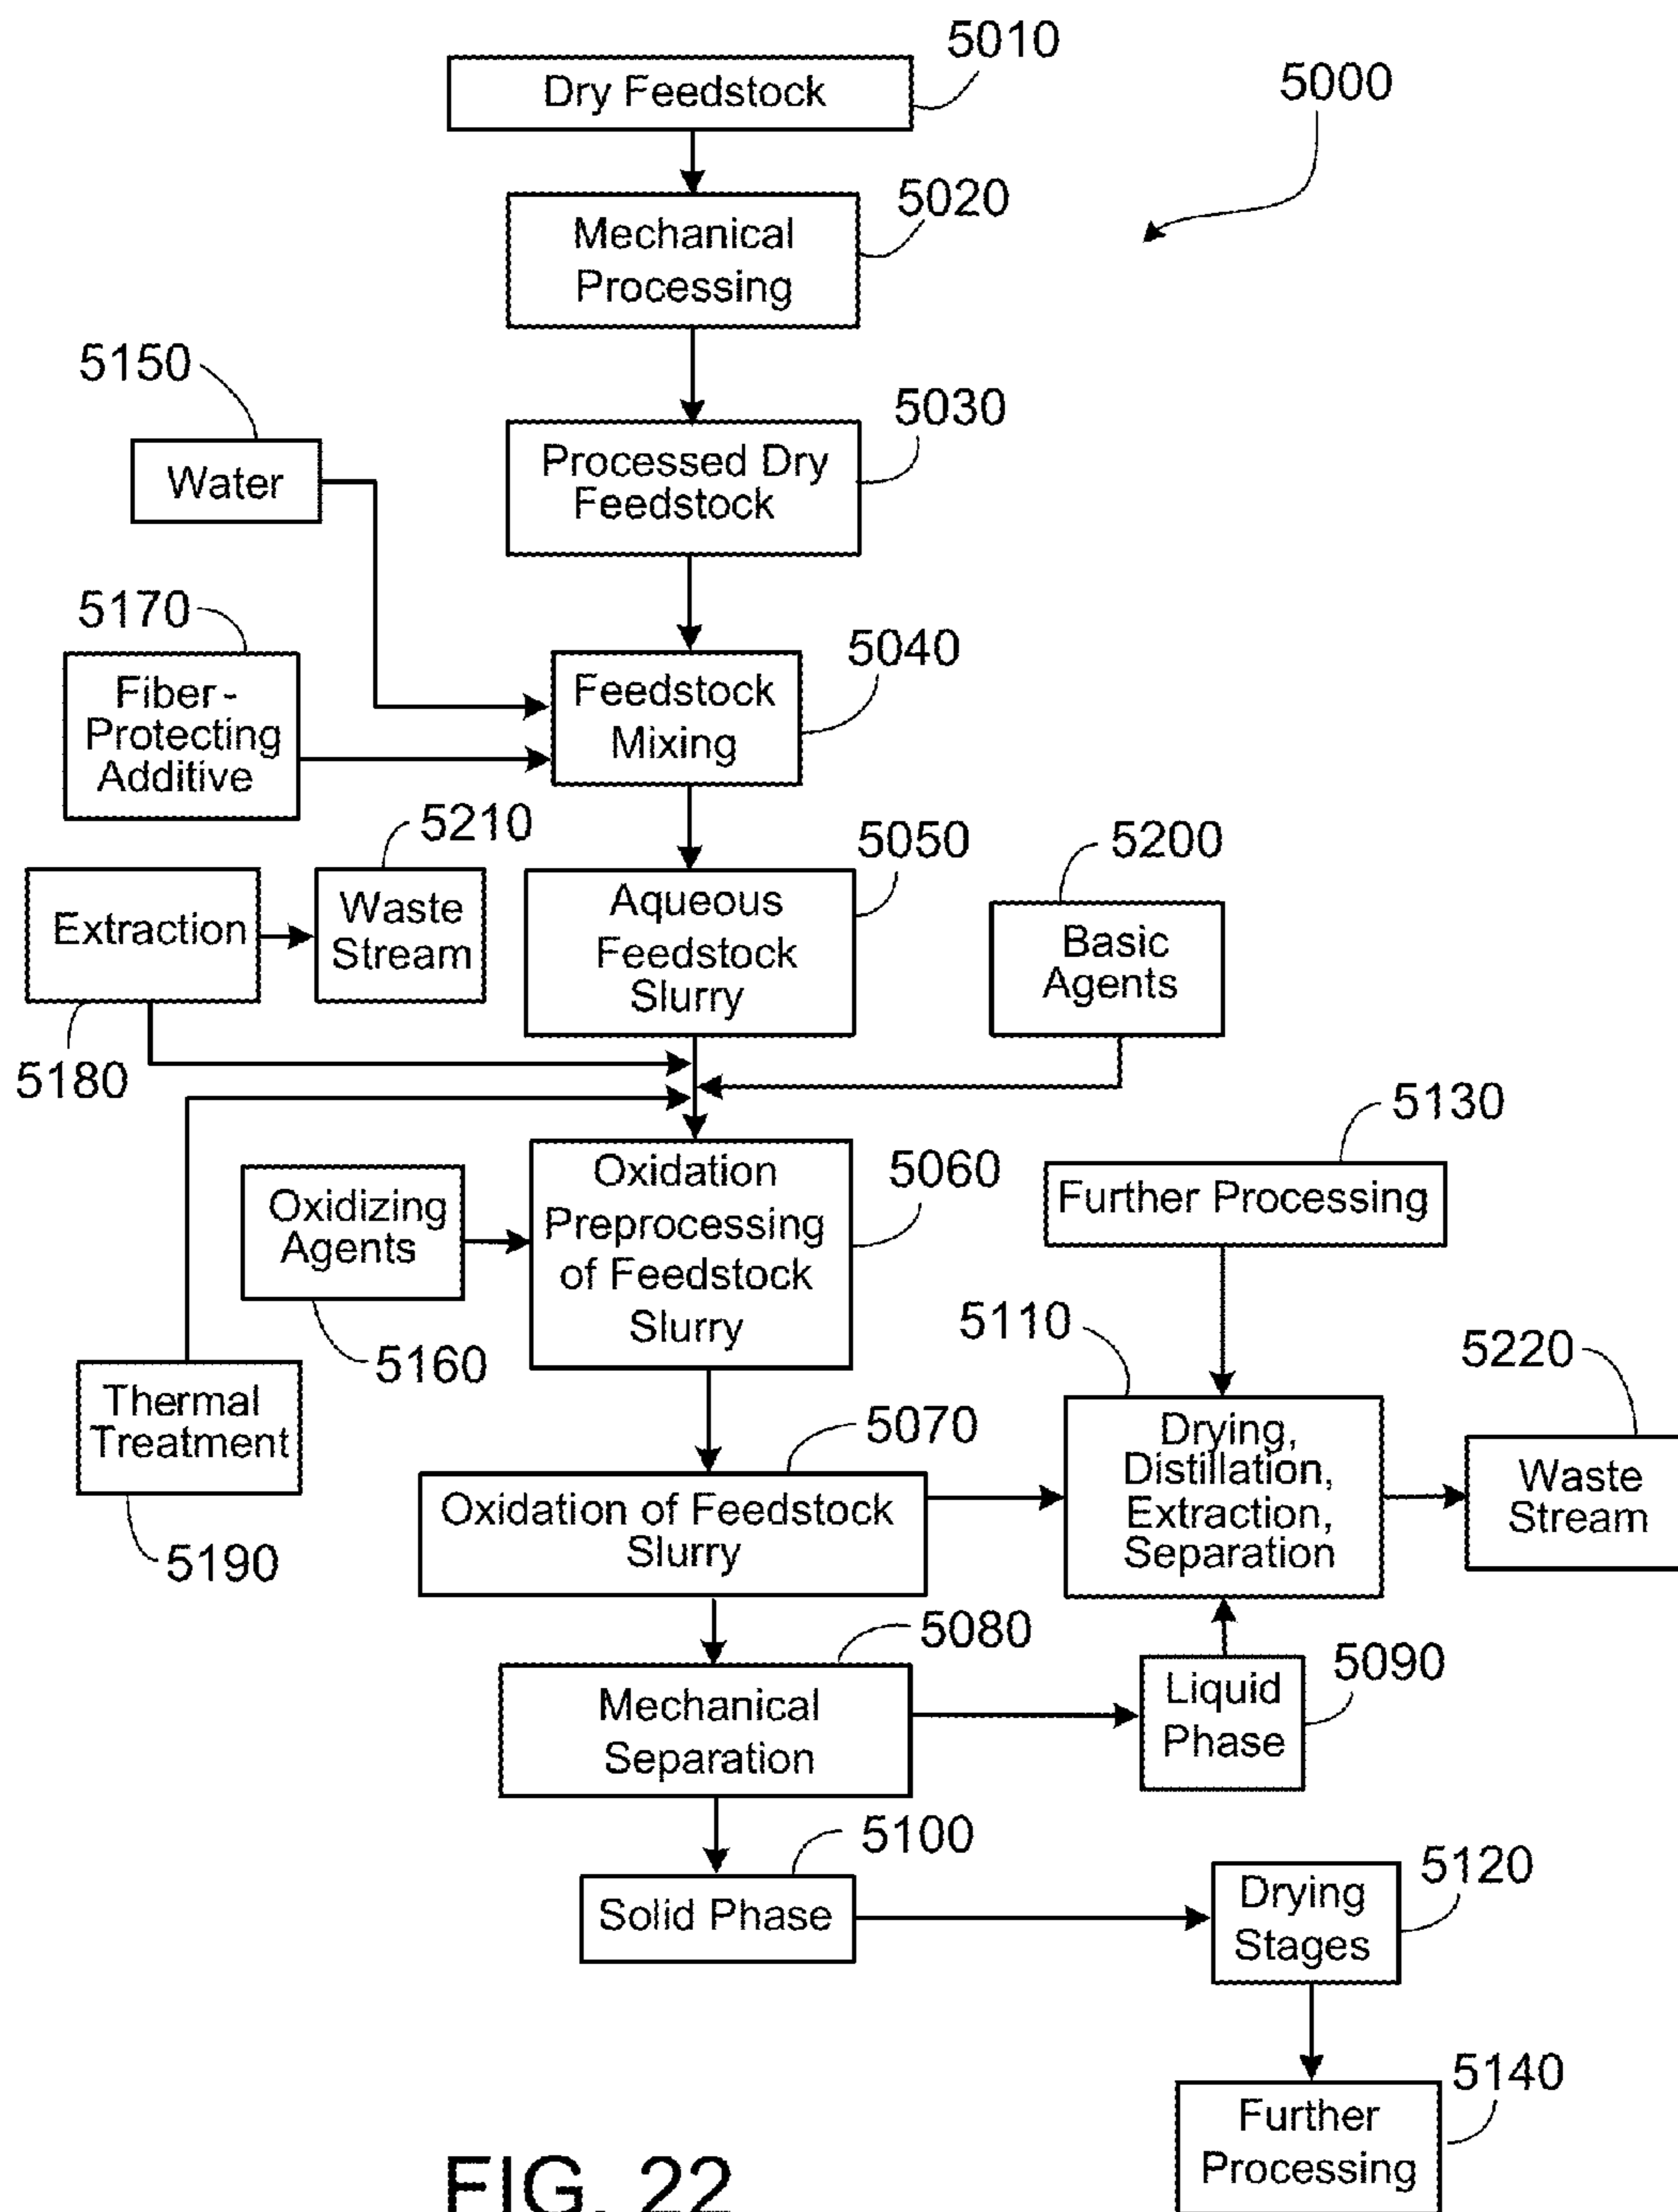 5010
Dry Feedstock
5000
5020
Mechanical
Processing
5150
5030
Water
Processed Dry
Feedstock
5170
5040
Fiber-
Protecting
Additive
Feedstock
Mixing
5210
5050
5200
Extraction
Waste
Stream
Aqueous
Feedstock
Slurry
Basic
Agents
5180
5130
5060
Oxidizing
Agents
Oxidation
Preprocessing
of Feedstock
Slurry
Further Processing
5110
5160
5220
Thermal
Treatment
5070
Drying,
Distillation,
Extraction,
Separation
Waste
Stream
Oxidation of Feedstock
Slurry
5190
5080
5090
Mechanical
Separation
Liquid
Phase
5100
5120
Solid Phase
Drying
Stages
5140
Further
Processing
FIG. 22